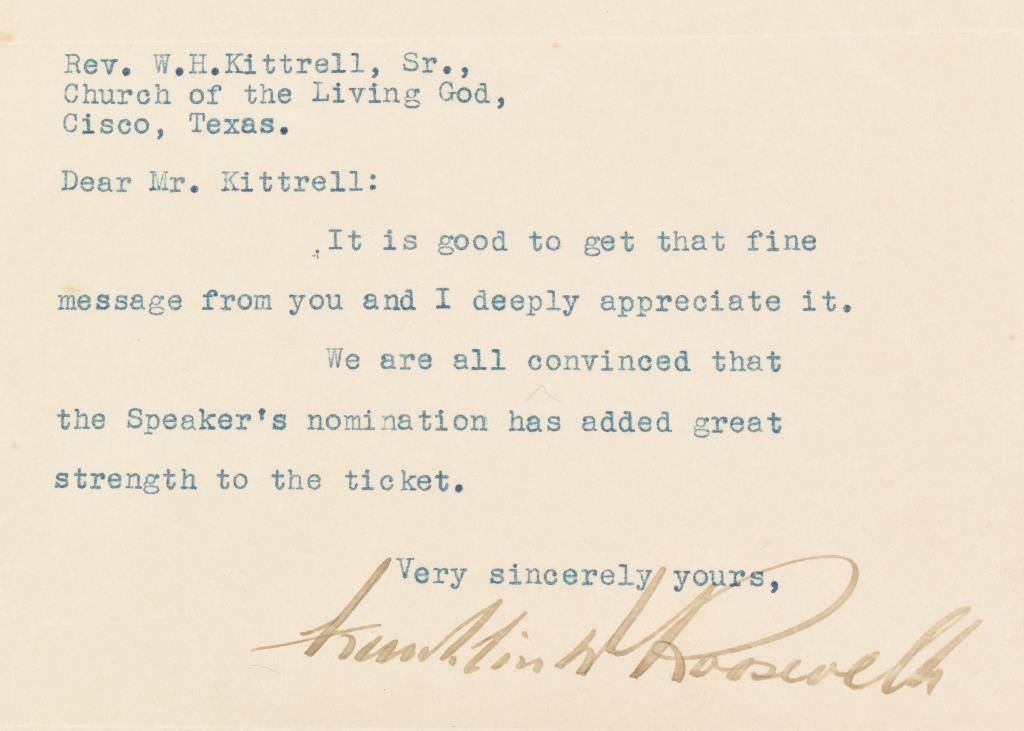 Rev. W.H.Kittrell, Sr.,
Church of the Living God,
Cisco, Texas.
Dear Mr. Kittrell:
It is good to get that fine
message from you and I deeply appreciate it.
We are all convinced that
the Speaker's nomination has added great
strength to the ticket.
Very sincerely yours,
Franklin D Roosevelt